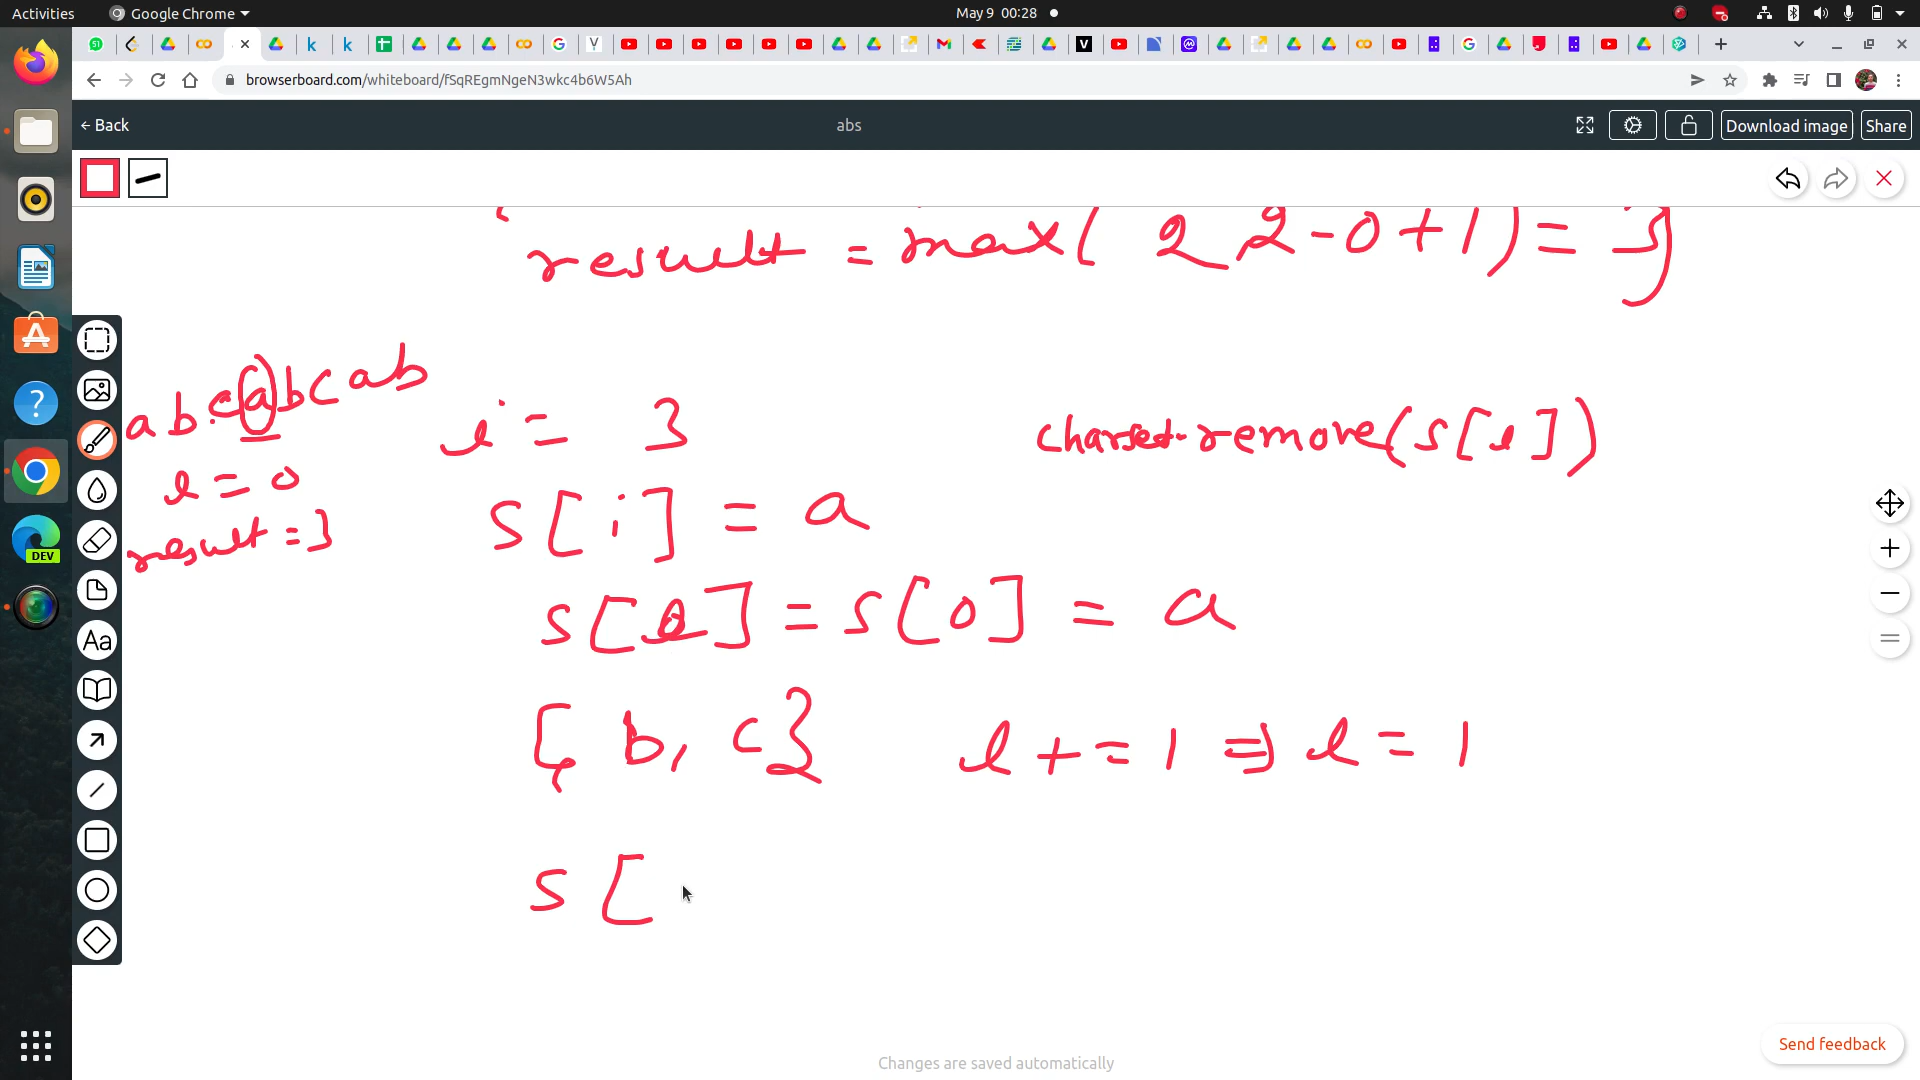 Activities
Google Chrome
May 9 00:28
browserboard.com/whiteboard/fSqREgmNgeN3wkc4b6W5Ah
← Back
abs
Download image
Share
result = max( 2 2-0+1) = 3
abcabcab
l = 0
result = 3
i = 3
charset.remove(s[l])
s[i] = a
s[l] = s[0] = a
{ b, c }
l += 1 => l = 1
s [
DEV
Aa
Changes are saved automatically
Send feedback